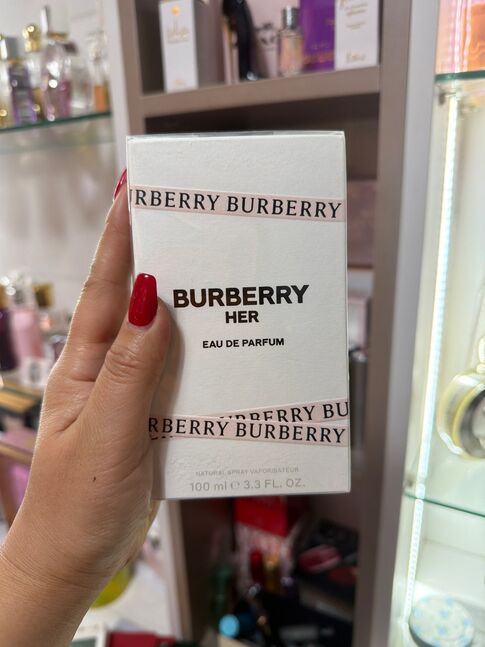 RBERRY BURBERRY
BURBERRY
HER
EAU DE PARFUM
BERRY BU
RBERRY BURBERRY
NATURAL SPRAY VAPORISATEUR
100 ml ℮ 3.3 FL. OZ.